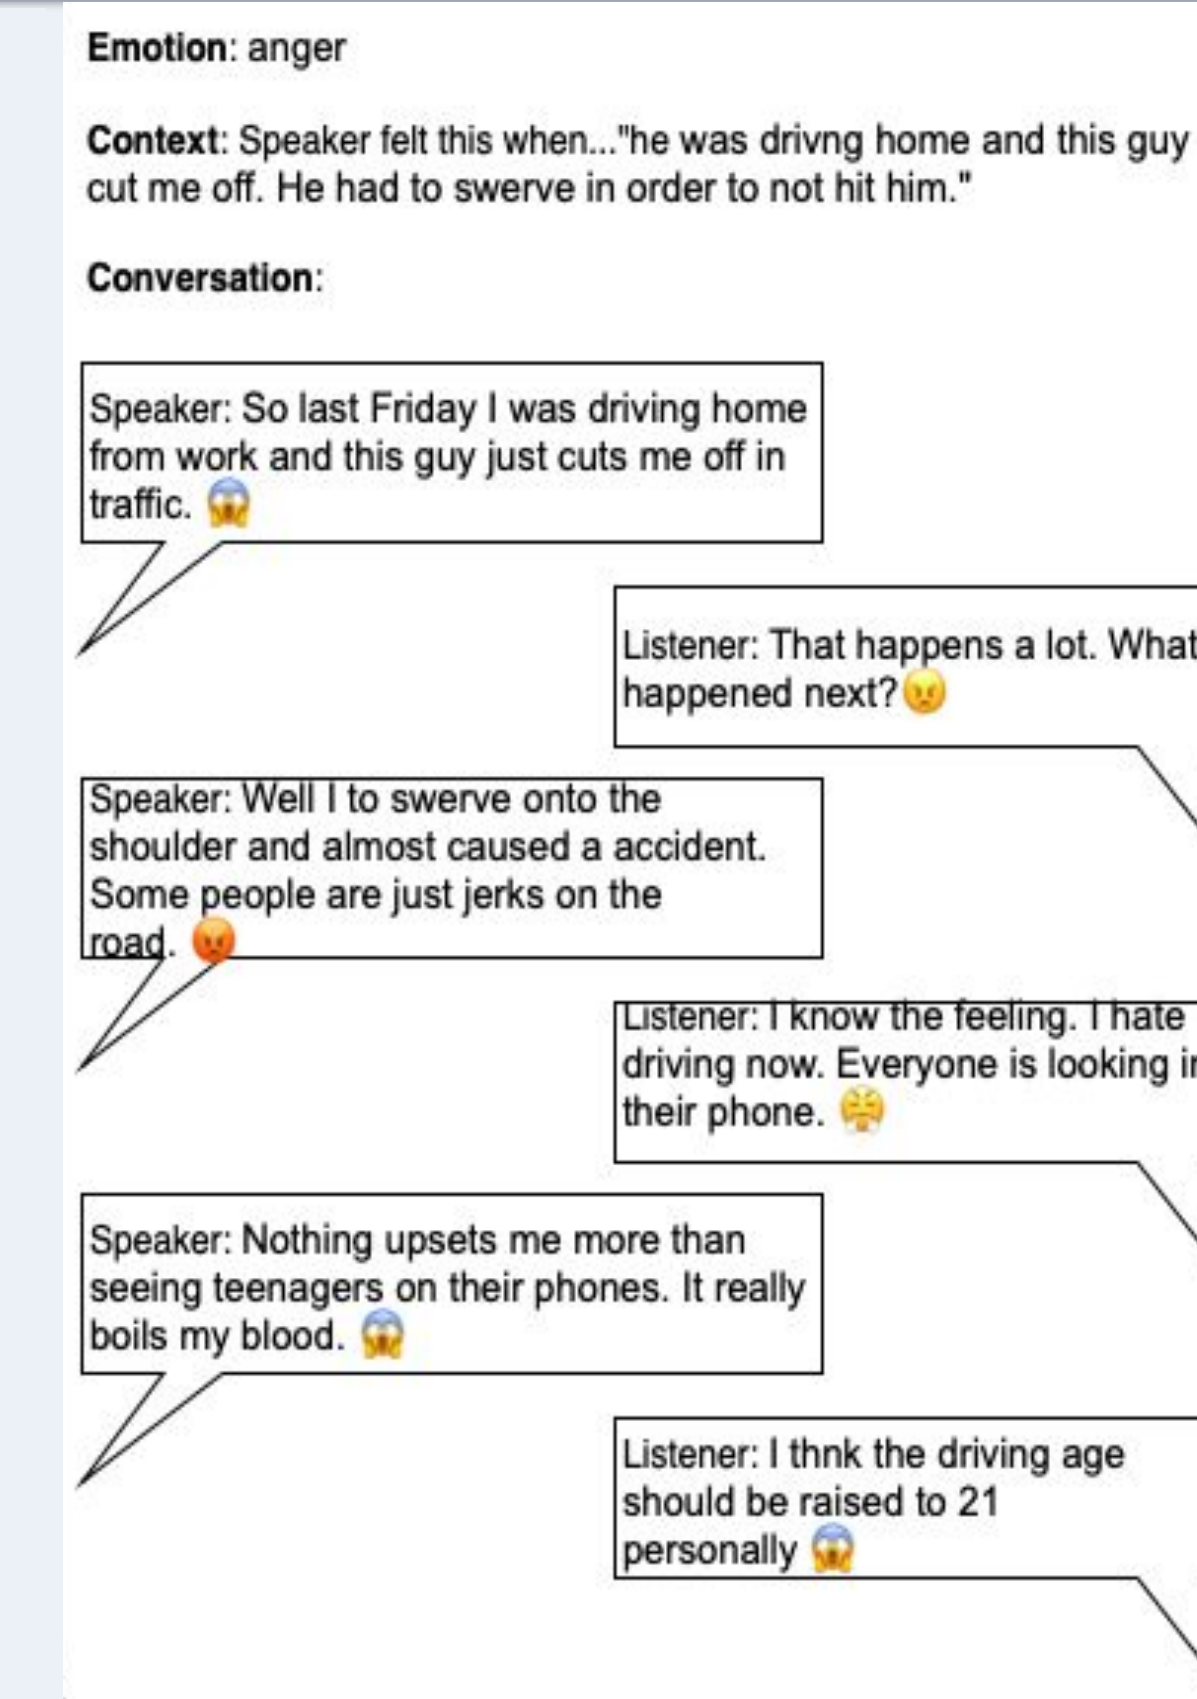 Emotion: anger
Context: Speaker felt this when..."he was drivng home and this guy
cut me off. He had to swerve in order to not hit him."
Conversation:
Speaker: So last Friday I was driving home
from work and this guy just cuts me off in
traffic. 😱
Listener: That happens a lot. What
happened next?😠
Speaker: Well I to swerve onto the
shoulder and almost caused a accident.
Some people are just jerks on the
road. 😡
Listener: I know the feeling. I hate
driving now. Everyone is looking
their phone. 😤
Speaker: Nothing upsets me more than
seeing teenagers on their phones. It really
boils my blood. 😱
Listener: I thnk the driving age
should be raised to 21
personally 😱